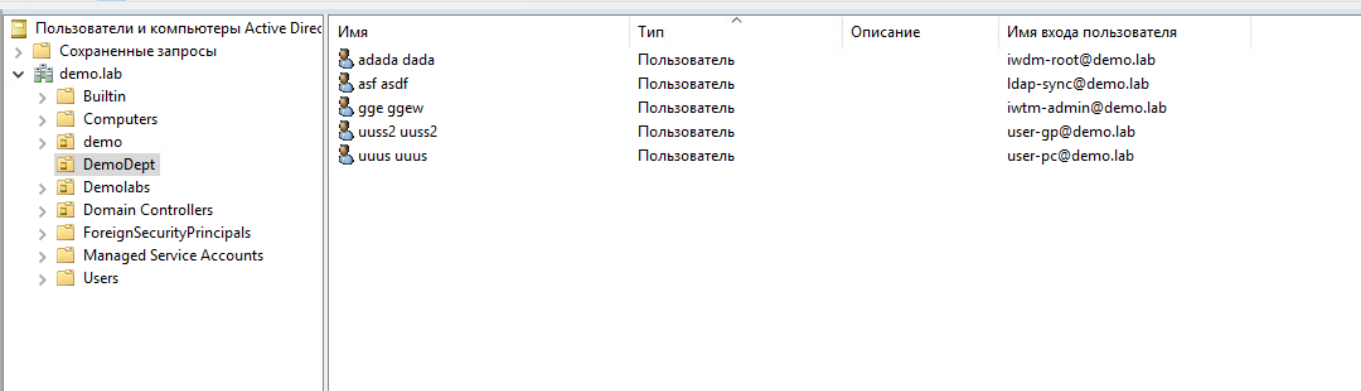 Пользователи и компьютеры Active Direc
Сохраненные запросы
demo.lab
Builtin
Computers
demo
DemoDept
Demolabs
Domain Controllers
ForeignSecurityPrincipals
Managed Service Accounts
Users
Имя Тип Описание Имя входа пользователя
adada dada Пользователь iwdm-root@demo.lab
asf asdf Пользователь ldap-sync@demo.lab
gge ggew Пользователь iwtm-admin@demo.lab
uuss2 uuss2 Пользователь user-gp@demo.lab
uuus uuus Пользователь user-pc@demo.lab